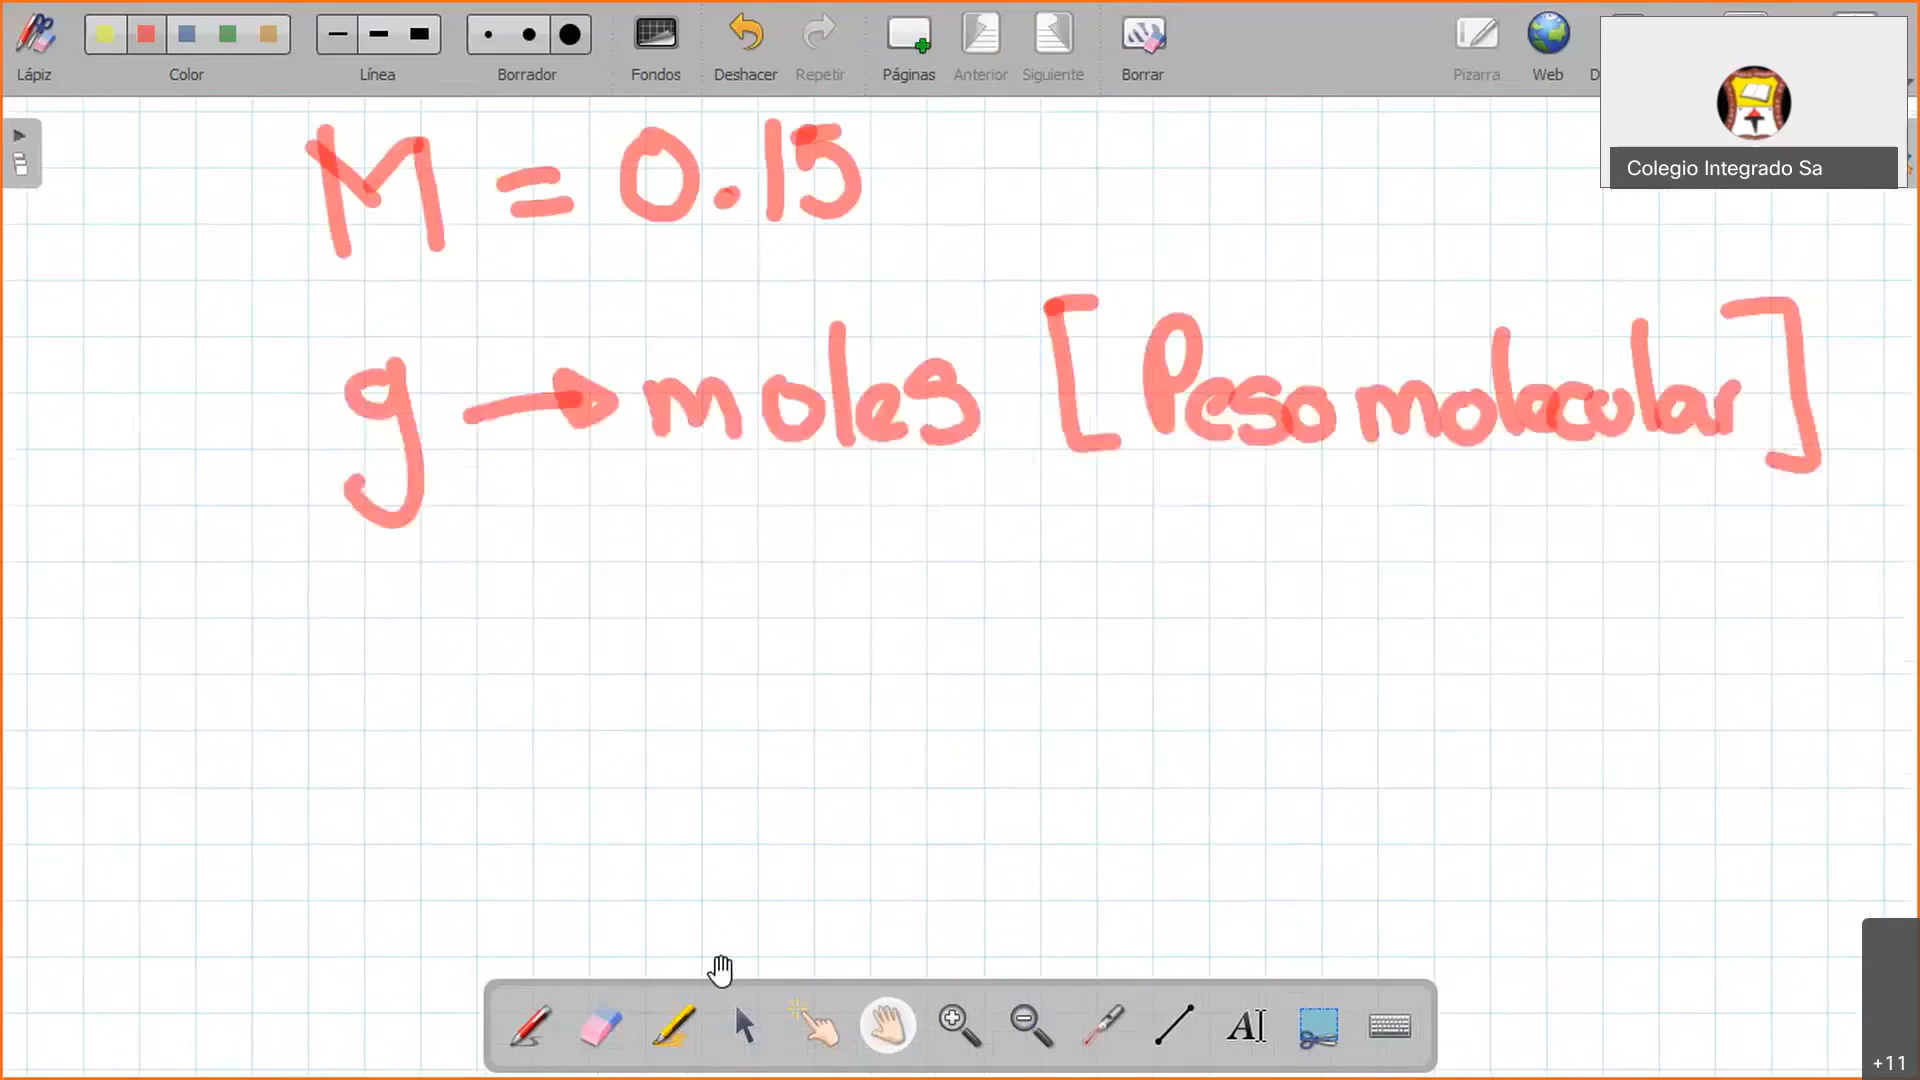 Lápiz Color Línea Borrador Fondos Deshacer Repetir Páginas Anterior Siguiente Borrar Pizarra Web D
Colegio Integrado Sa
M = 0.15
g → moles [Peso molecular]
+11